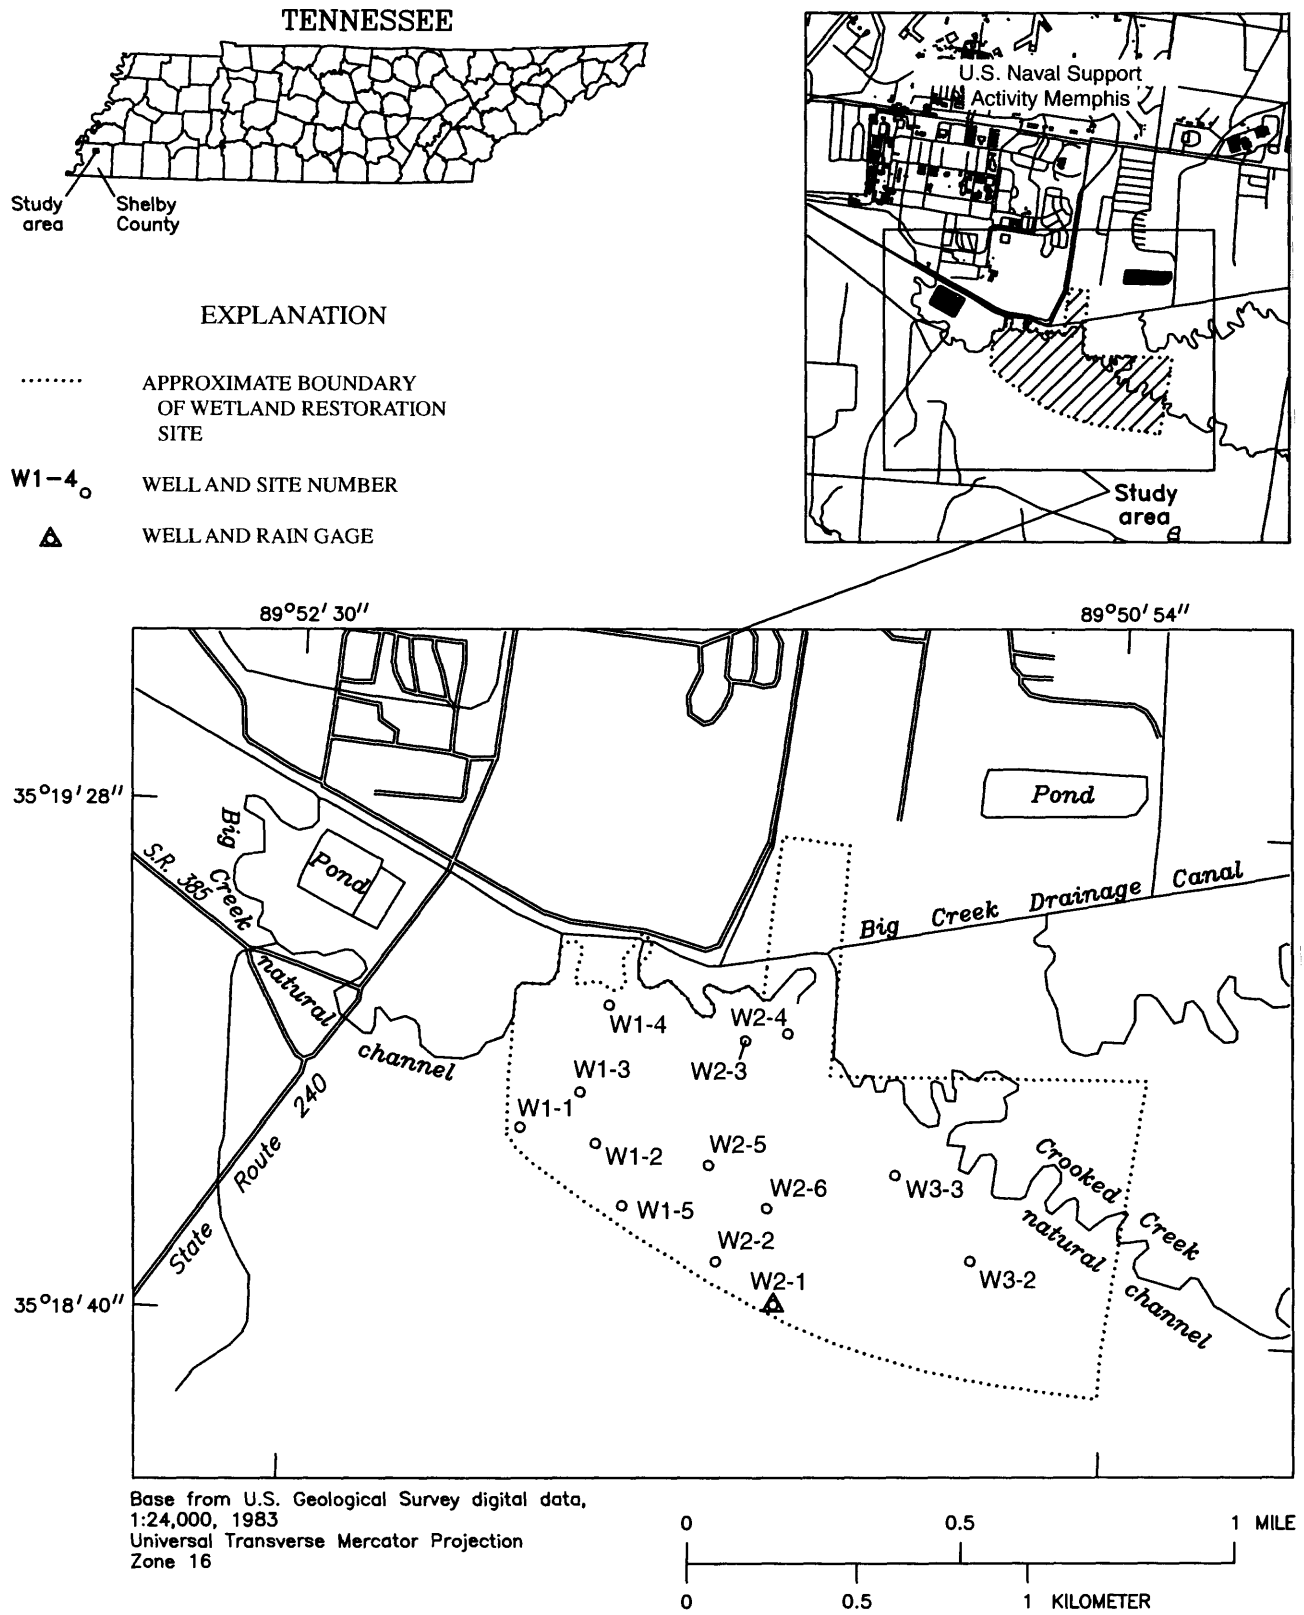 TENNESSEE
Study
area
Shelby
County
U.S. Naval Support
Activity Memphis
Study
area
EXPLANATION
APPROXIMATE BOUNDARY
OF WETLAND RESTORATION
SITE
W1-4
WELL AND SITE NUMBER
WELL AND RAIN GAGE
89°52'30"
89°50'54"
35°19'28"
35°18'40"
Big
Creek
natural
channel
S.R. 385
Pond
Pond
Big Creek Drainage Canal
State Route 240
W1-4
W2-4
W2-3
W1-3
W1-1
W1-2
W2-5
W2-6
W3-3
W1-5
W2-2
W2-1
W3-2
Crooked
Creek
natural
channel
Base from U.S. Geological Survey digital data,
1:24,000, 1983
Universal Transverse Mercator Projection
Zone 16
0 0.5 1 MILE
0 0.5 1 KILOMETER